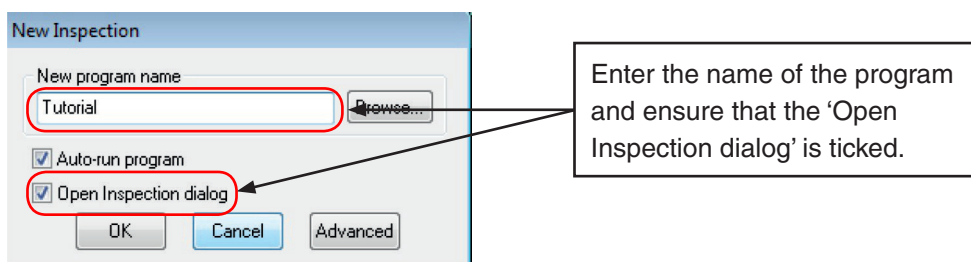 New Inspection
New program name
Tutorial
Browse...
Auto-run program
Open Inspection dialog
OK Cancel Advanced
Enter the name of the program
and ensure that the ‘Open
Inspection dialog’ is ticked.